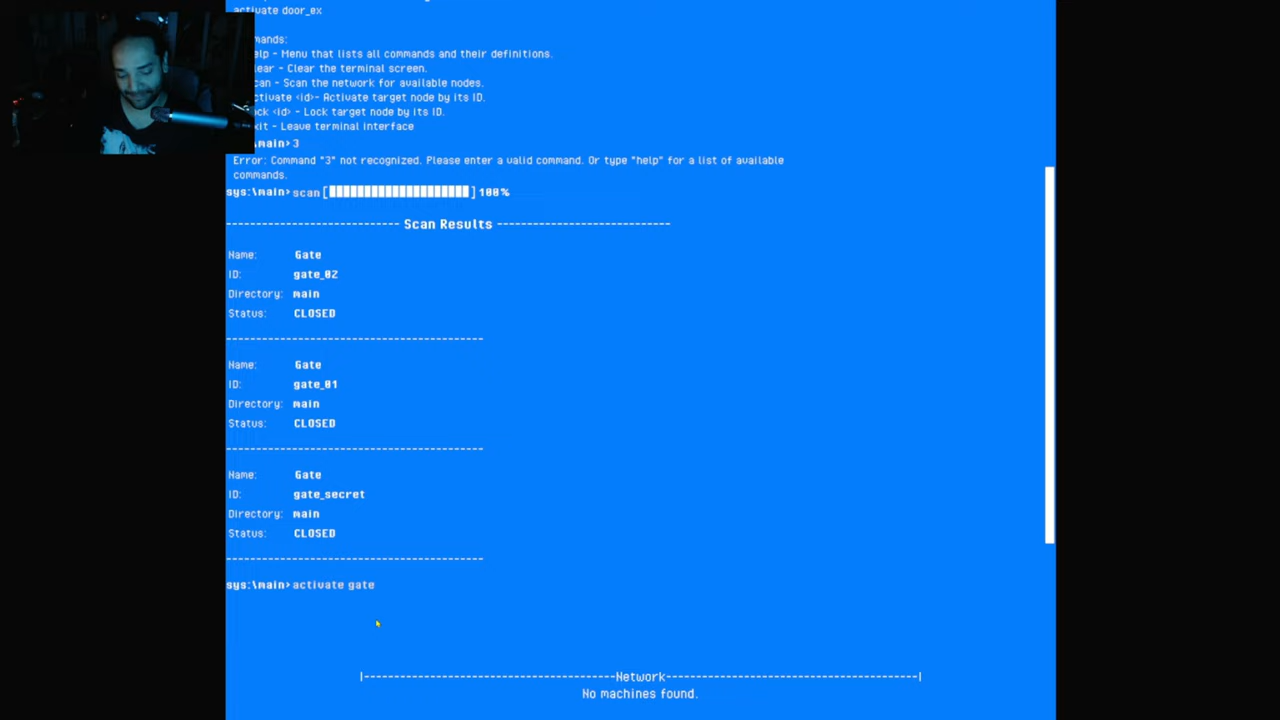 activate door_ex
mands:
elp - Menu that lists all commands and their definitions.
lear - Clear the terminal screen.
can - Scan the network for available nodes.
ctivate <id>- Activate target node by its ID.
ock <id> - Lock target node by its ID.
xit - Leave terminal interface
\main>3
Error: Command "3" not recognized. Please enter a valid command. Or type "help" for a list of available
commands.
sys:\main>scan [████████████████████] 100%
--------------------------- Scan Results ---------------------------
Name: Gate
ID: gate_02
Directory: main
Status: CLOSED
-------------------------------------------
Name: Gate
ID: gate_01
Directory: main
Status: CLOSED
-------------------------------------------
Name: Gate
ID: gate_secret
Directory: main
Status: CLOSED
-------------------------------------------
sys:\main>activate gate
|------------------------------------------Network------------------------------------------|
No machines found.